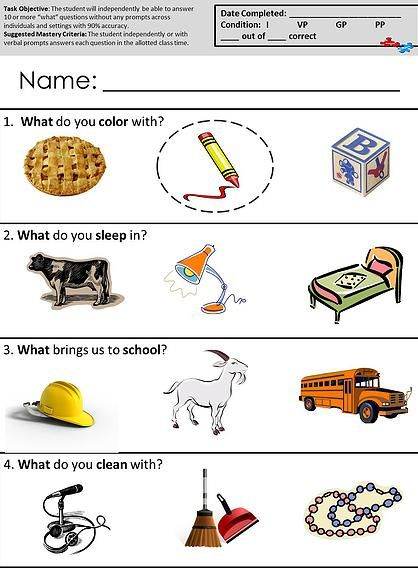 Task Objective: The student will independently be able to answer
10 or more "what" questions without any prompts across
individuals and settings with 90% accuracy.
Suggested Mastery Criteria: The student independently or with
verbal prompts answers each question in the allotted class time.
Date Completed: ____________________
Condition: I VP GP PP
____ out of ____ correct
Name: ____________________
1. What do you color with?
B
2. What do you sleep in?
3. What brings us to school?
4. What do you clean with?